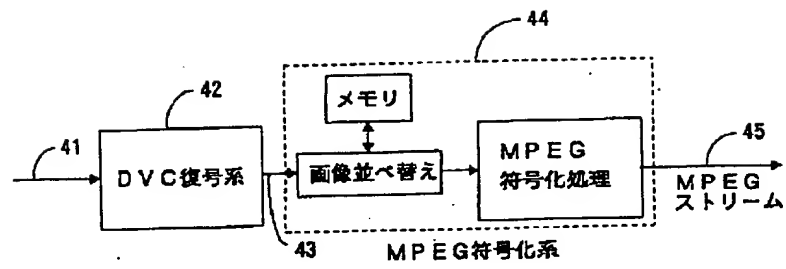 44
42
メモリ
41
DVC復号系
画像並べ替え
MPEG
符号化処理
45
MPEG
ストリーム
43
MPEG符号化系